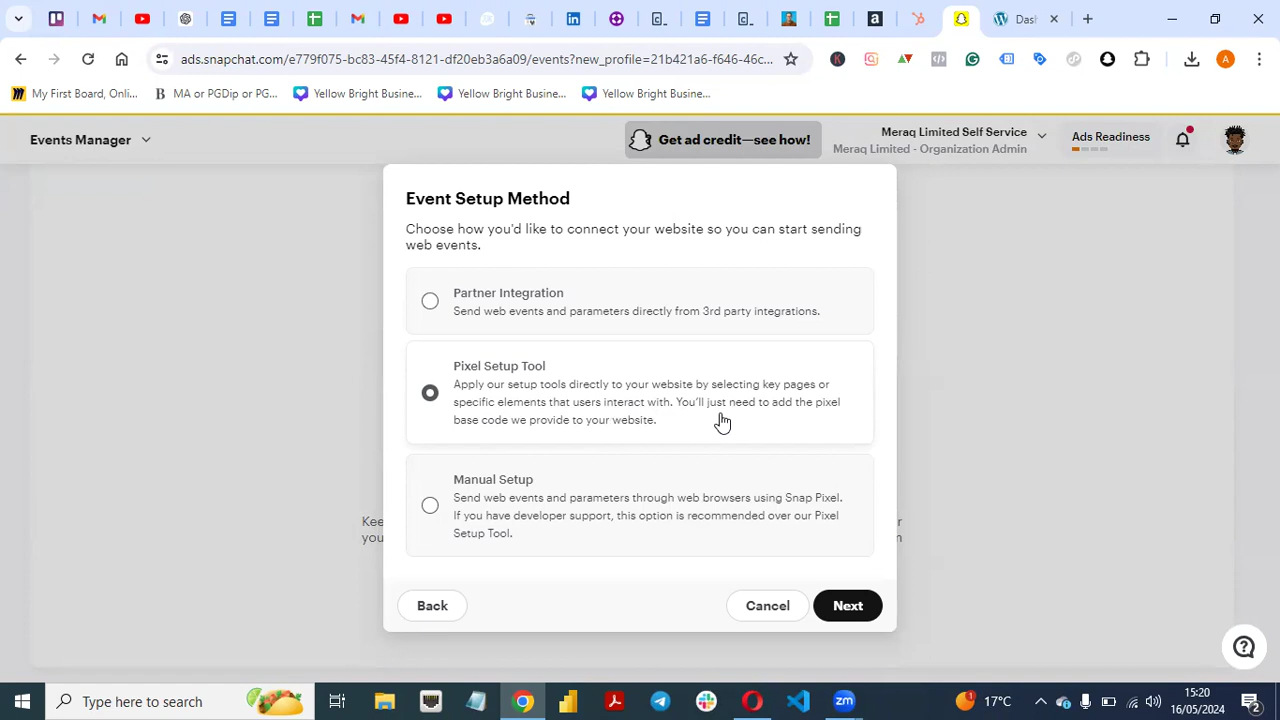 Dash
ads.snapchat.com/e779f075-bc83-45f4-8121-df20eb3a6a09/events?new_profile=21b421a6-f646-46c...
A
My First Board, Onli...
B MA or PGDip or PG...
Yellow Bright Busine...
Yellow Bright Busine...
Yellow Bright Busine...
Events Manager
Get ad credit—see how!
Meraq Limited Self Service
Meraq Limited - Organization Admin
Ads Readiness
Event Setup Method
Choose how you'd like to connect your website so you can start sending
web events.
Partner Integration
Send web events and parameters directly from 3rd party integrations.
Pixel Setup Tool
Apply our setup tools directly to your website by selecting key pages or
specific elements that users interact with. You'll just need to add the pixel
base code we provide to your website.
Manual Setup
Send web events and parameters through web browsers using Snap Pixel.
If you have developer support, this option is recommended over our Pixel
Setup Tool.
Back
Cancel
Next
Type here to search
zm
1
17°C
15:20
16/05/2024
2